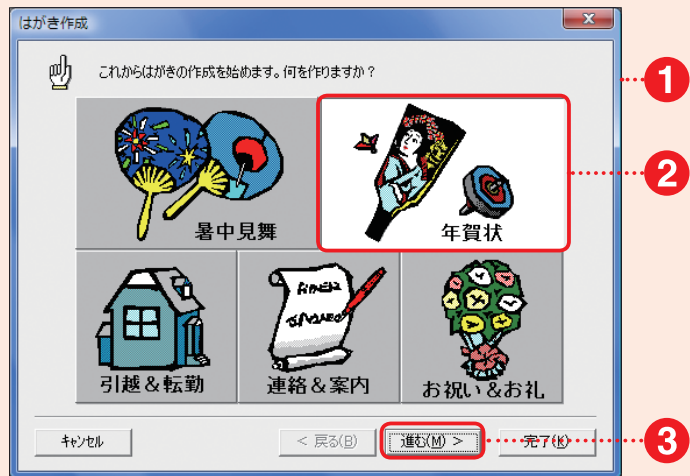 はがき作成
これからはがきの作成を始めます。何を作りますか？
1
2
暑中見舞
年賀状
引越＆転勤
連絡＆案内
お祝い＆お礼
キャンセル
< 戻る(B)
進む(M) >
完了(K)
3